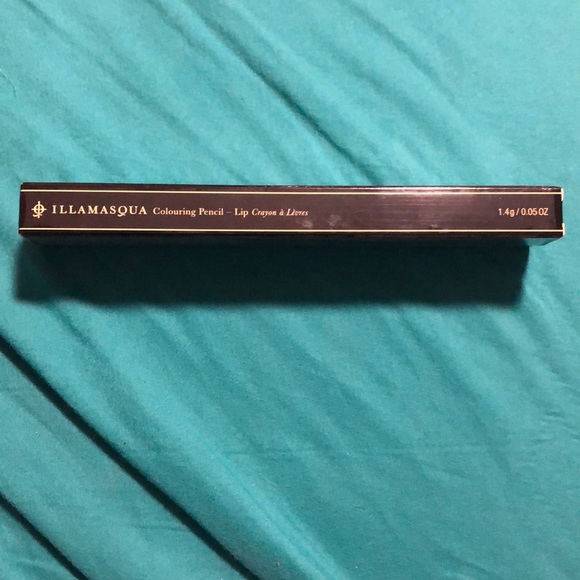 ILLAMASQUA Colouring Pencil – Lip Crayon à Lèvres 1.4g / 0.05 OZ